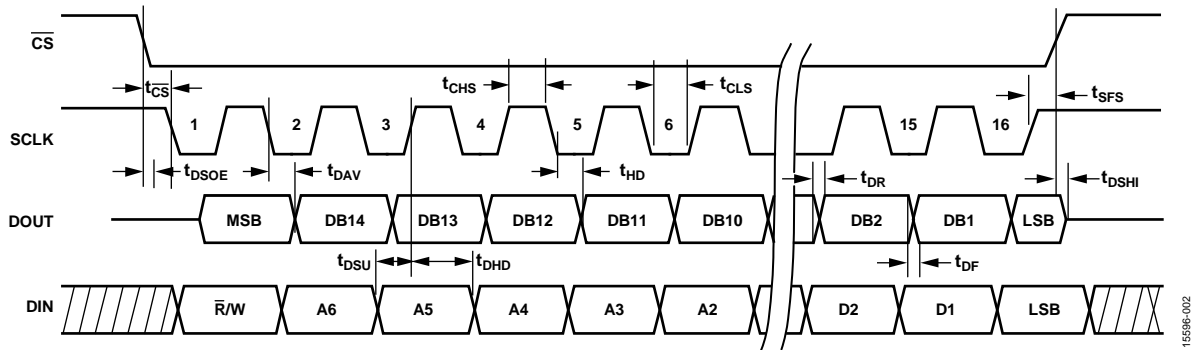 CS
tCS
tCHS
tCLS
tSFS
SCLK
1 2 3 4 5 6 15 16
tDSOE
tDAV
tHD
tDR
tDSHI
DOUT
MSB DB14 DB13 DB12 DB11 DB10 DB2 DB1 LSB
tDSU
tDHD
tDF
DIN
R/W A6 A5 A4 A3 A2 D2 D1 LSB
15596-002